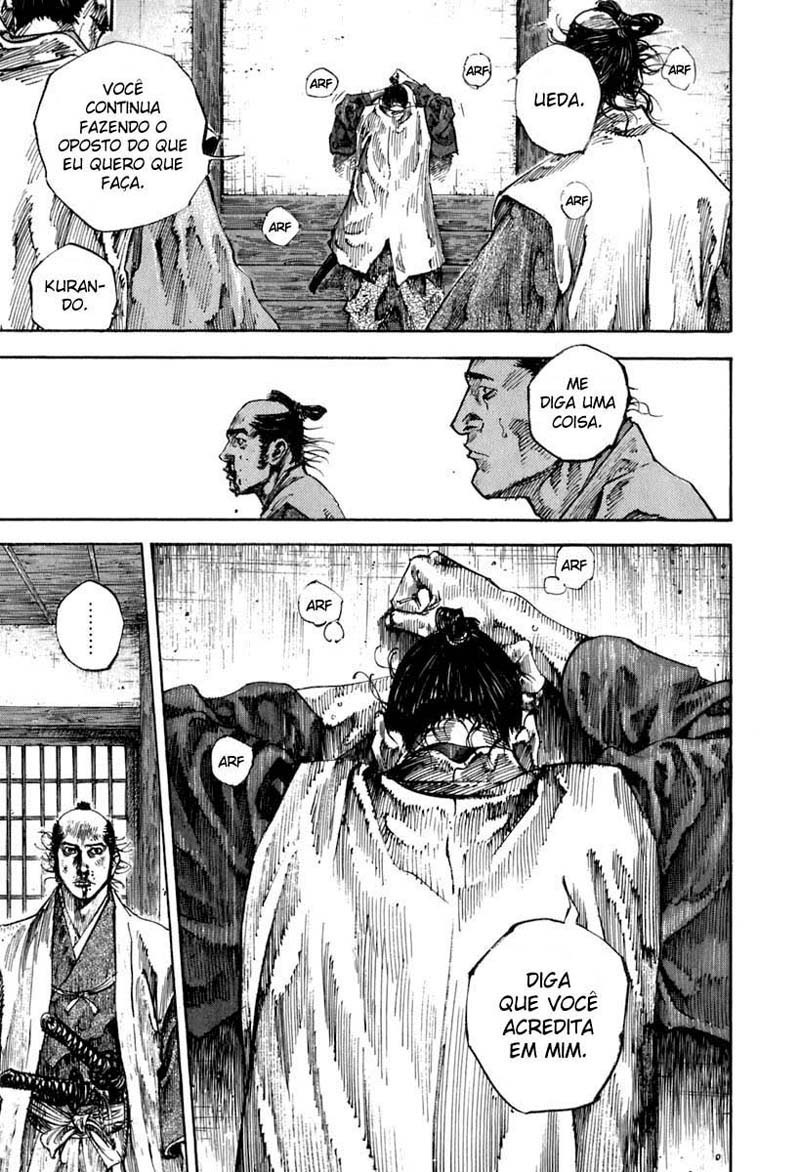 ARF
ARF
UEDA.
ARF
ARF
ARF
VOCÊ
CONTINUA
FAZENDO O
OPOSTO DO QUE
EU QUERO QUE
FAÇA.
KURAN-
DO.
ME
DIGA UMA
COISA.
ARF
ARF
ARF
DIGA
QUE VOCÊ
ACREDITA
EM MIM.
........